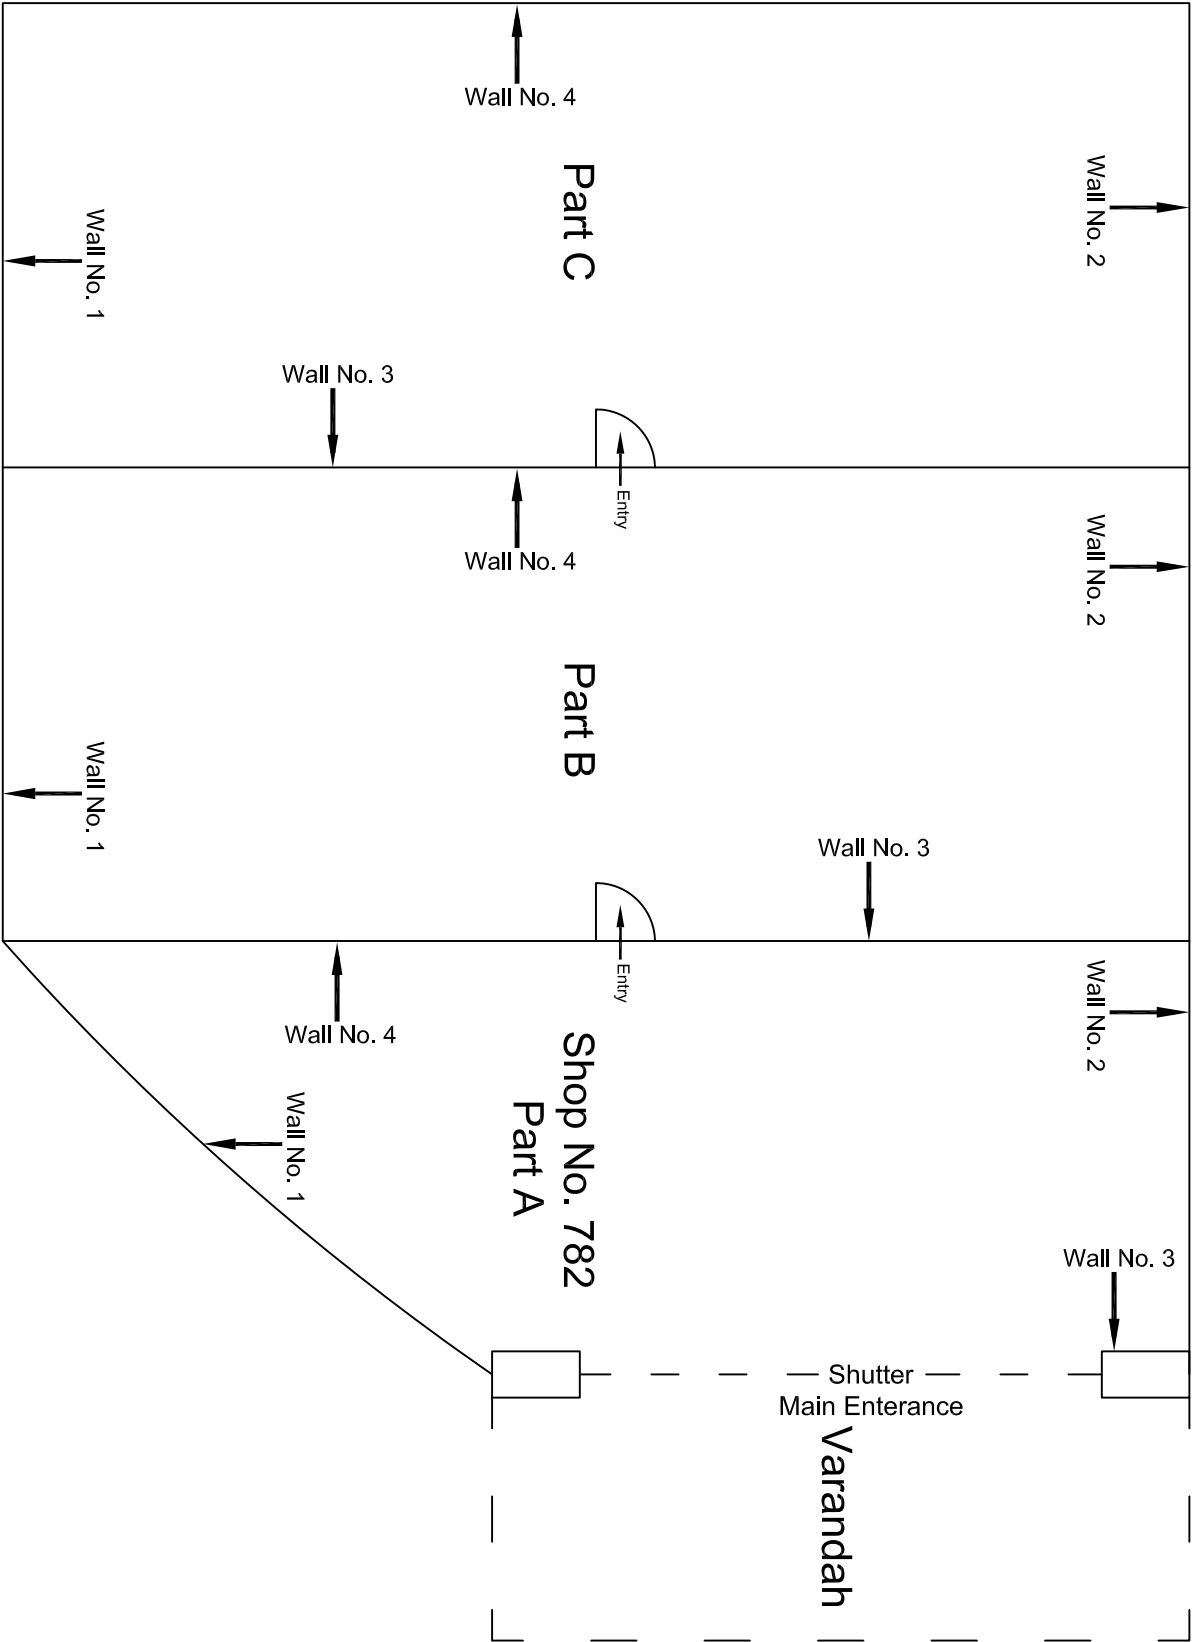 Wall No. 4
Part C
Wall No. 2
Wall No. 1
Wall No. 3
Entry
Wall No. 4
Wall No. 2
Part B
Wall No. 1
Wall No. 3
Entry
Wall No. 4
Wall No. 2
Shop No. 782
Part A
Wall No. 1
Wall No. 3
Shutter
Main Enterance
Varandah